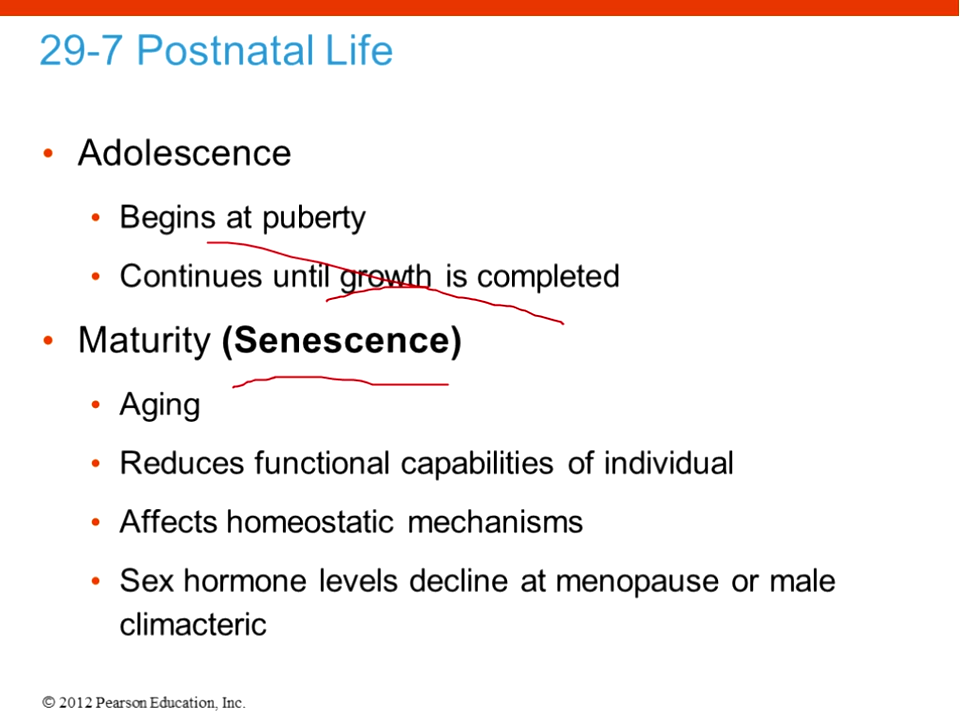 29-7 Postnatal Life
• Adolescence
• Begins at puberty
• Continues until growth is completed
• Maturity (Senescence)
• Aging
• Reduces functional capabilities of individual
• Affects homeostatic mechanisms
• Sex hormone levels decline at menopause or male
climacteric
© 2012 Pearson Education, Inc.